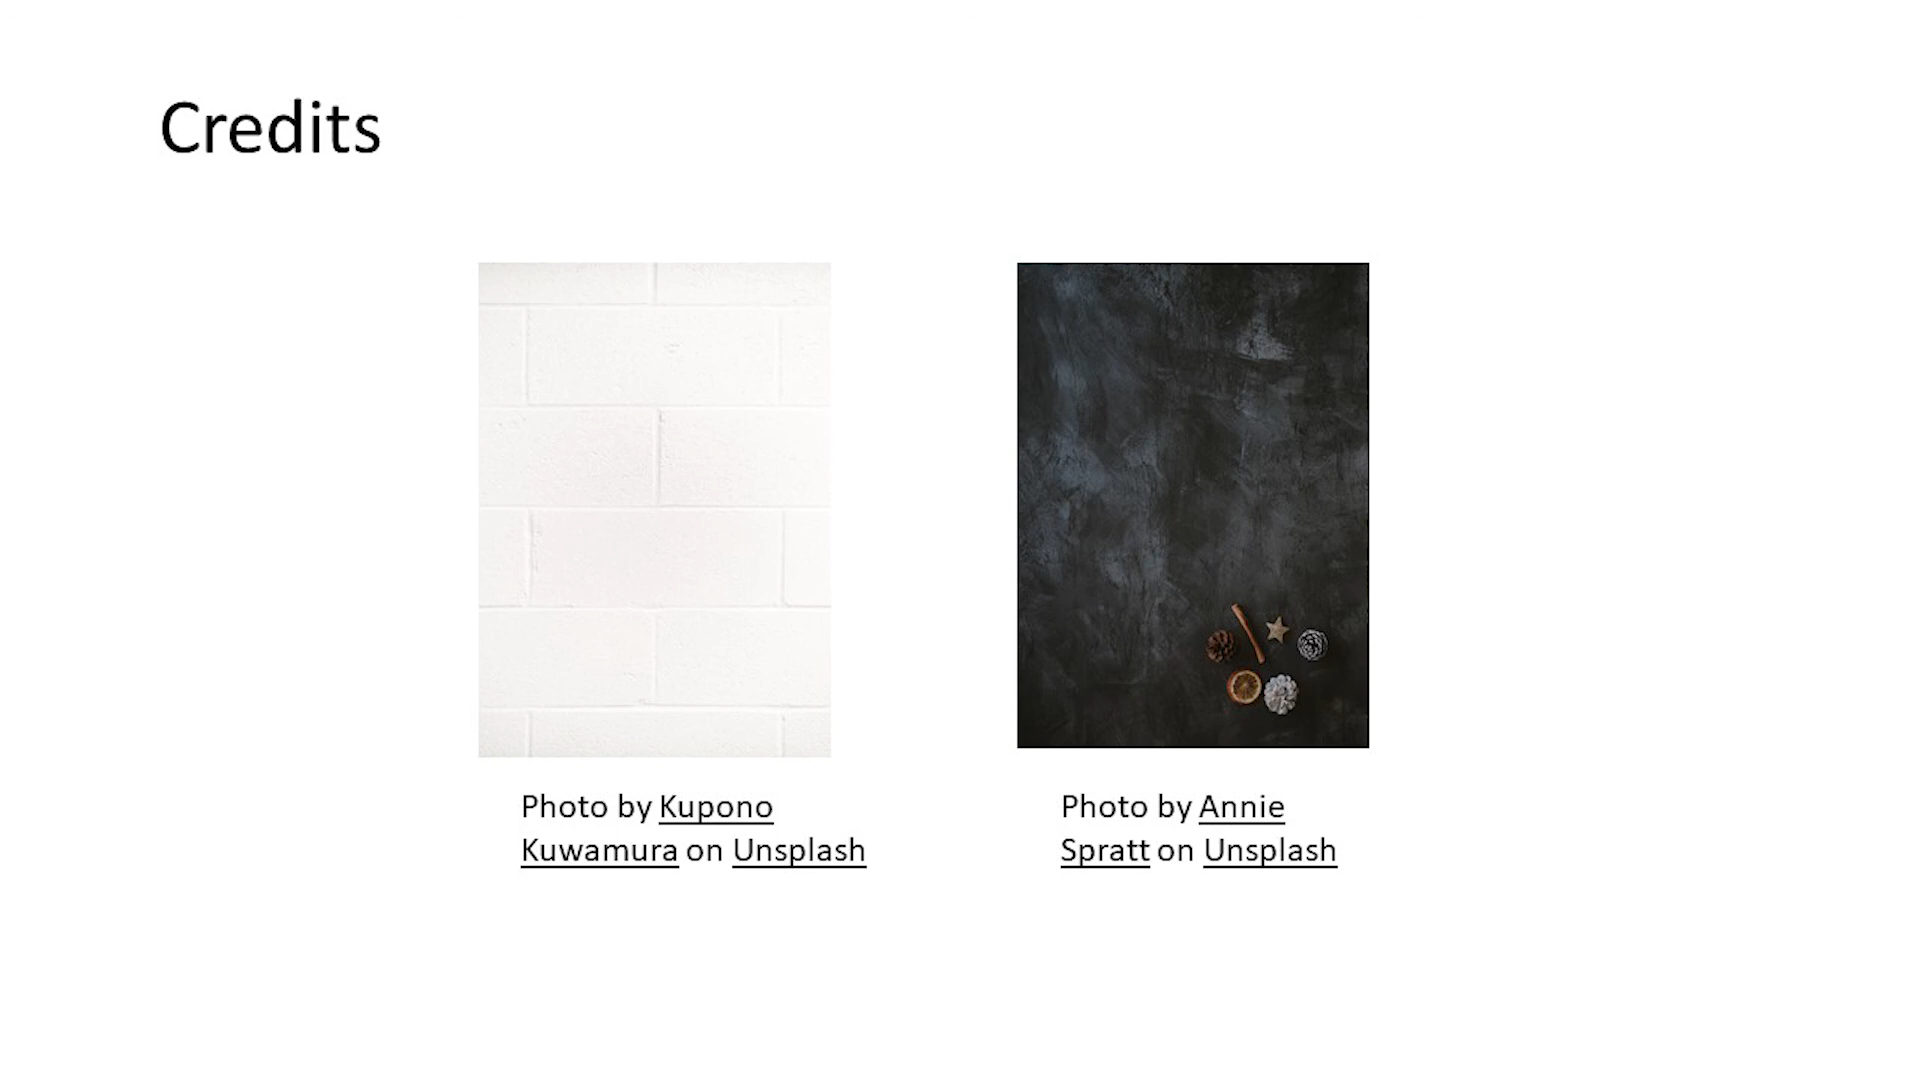 Credits
Photo by Kupono
Kuwamura on Unsplash
Photo by Annie
Spratt on Unsplash